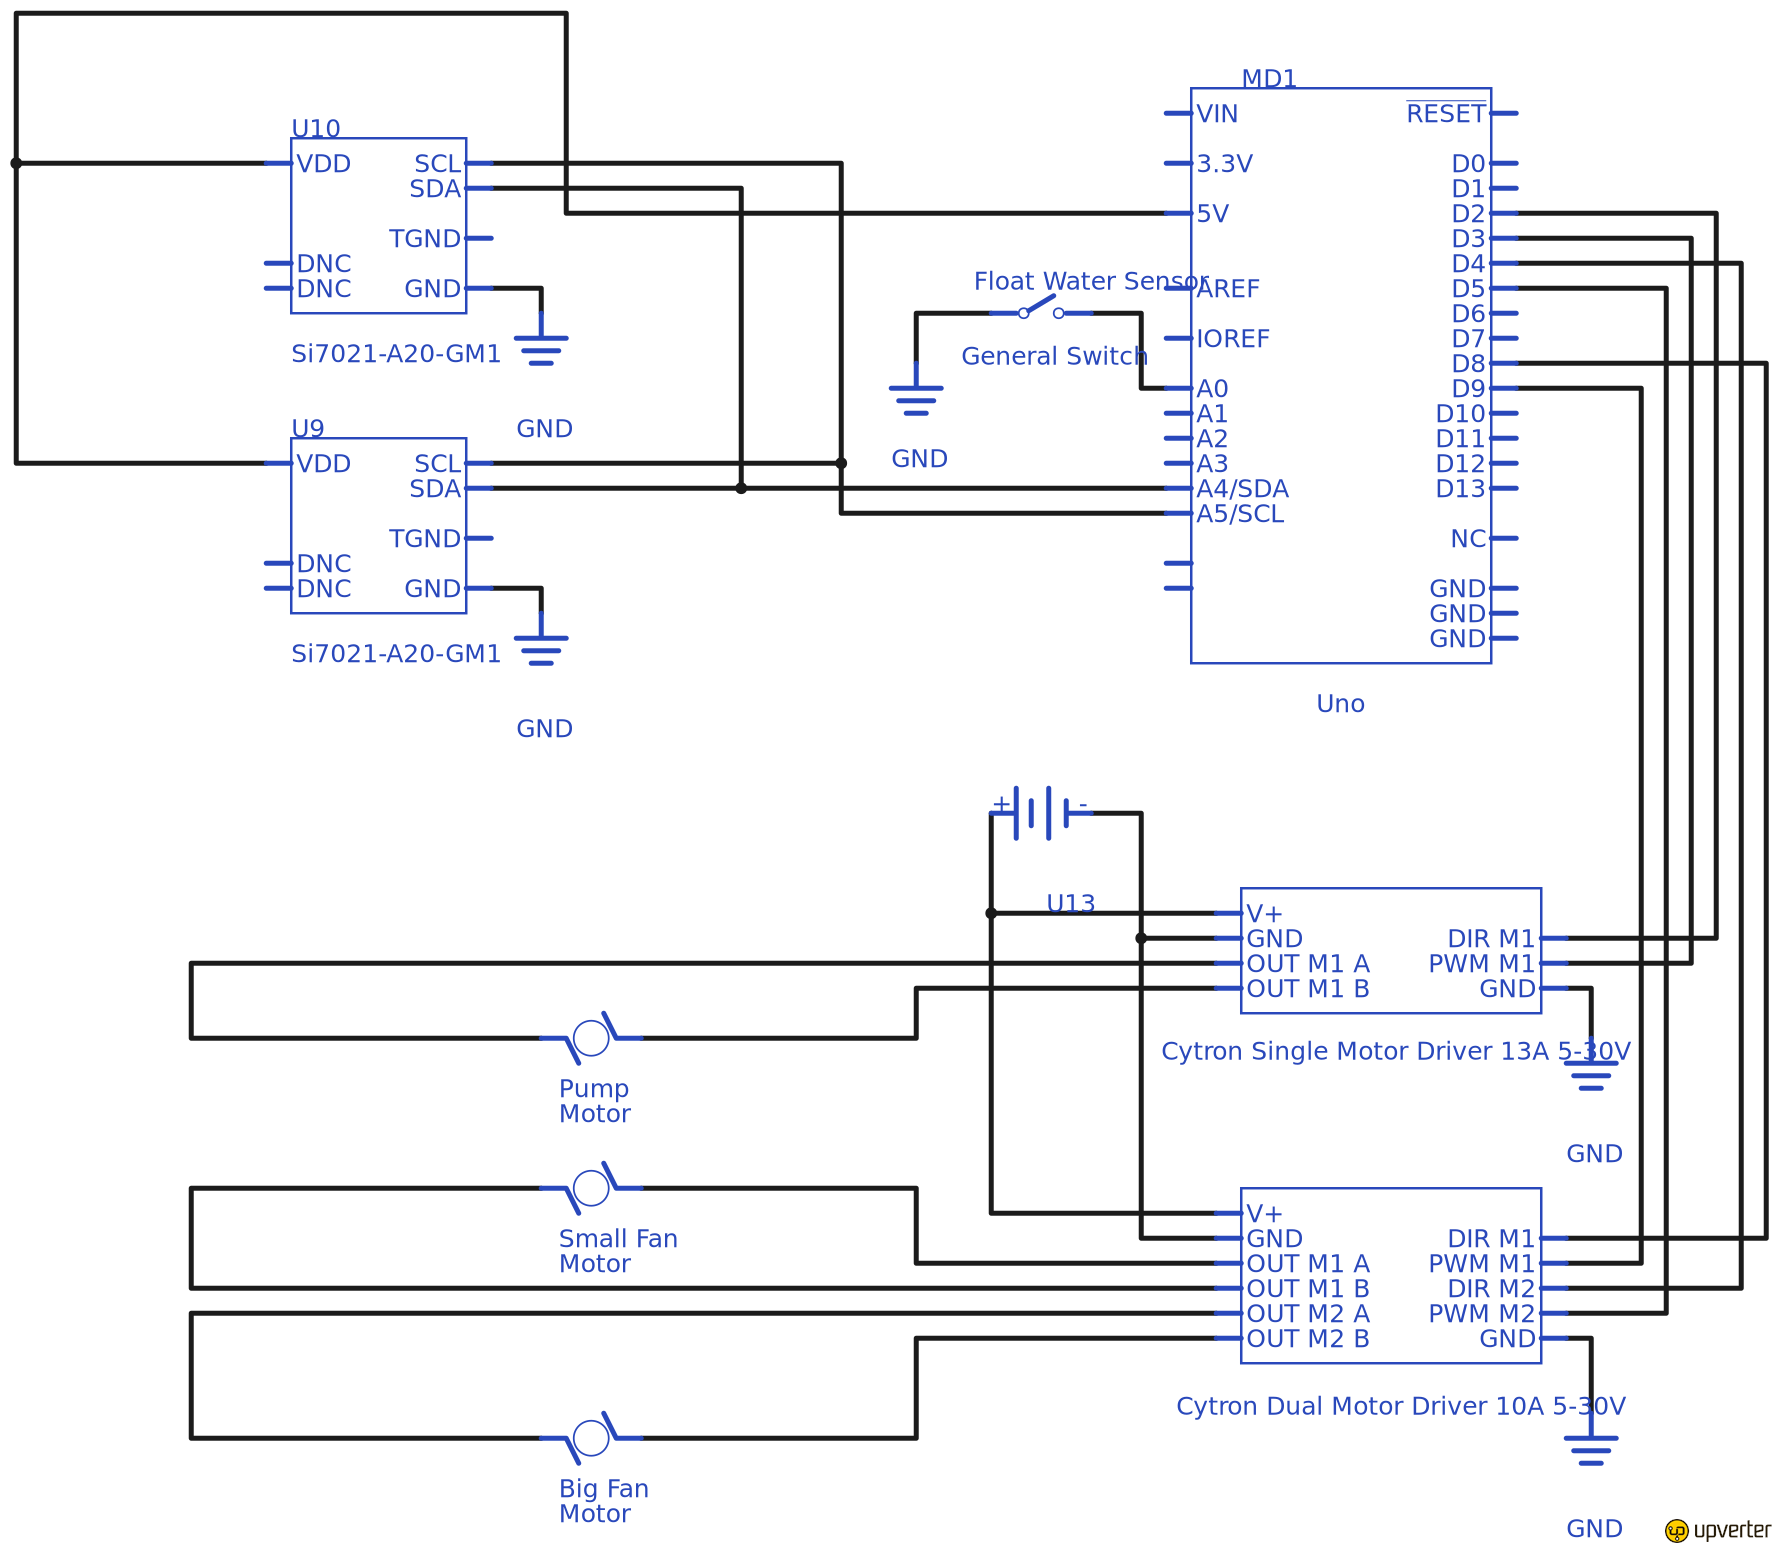 U10
VDD
SCL
SDA
TGND
DNC
DNC
GND
Si7021-A20-GM1
GND
U9
VDD
SCL
SDA
TGND
DNC
DNC
GND
Si7021-A20-GM1
GND
Float Water Sensor
General Switch
GND
MD1
VIN
RESET
3.3V
D0
D1
5V
D2
D3
D4
AREF
D5
D6
IOREF
D7
D8
A0
D9
A1
D10
A2
D11
A3
D12
A4/SDA
D13
A5/SCL
NC
GND
GND
GND
Uno
+
-
U13
V+
GND
DIR M1
OUT M1 A
PWM M1
OUT M1 B
GND
Cytron Single Motor Driver 13A 5-30V
GND
Pump
Motor
Small Fan
Motor
V+
GND
DIR M1
OUT M1 A
PWM M1
OUT M1 B
DIR M2
OUT M2 A
PWM M2
OUT M2 B
GND
Cytron Dual Motor Driver 10A 5-30V
GND
Big Fan
Motor
upverter